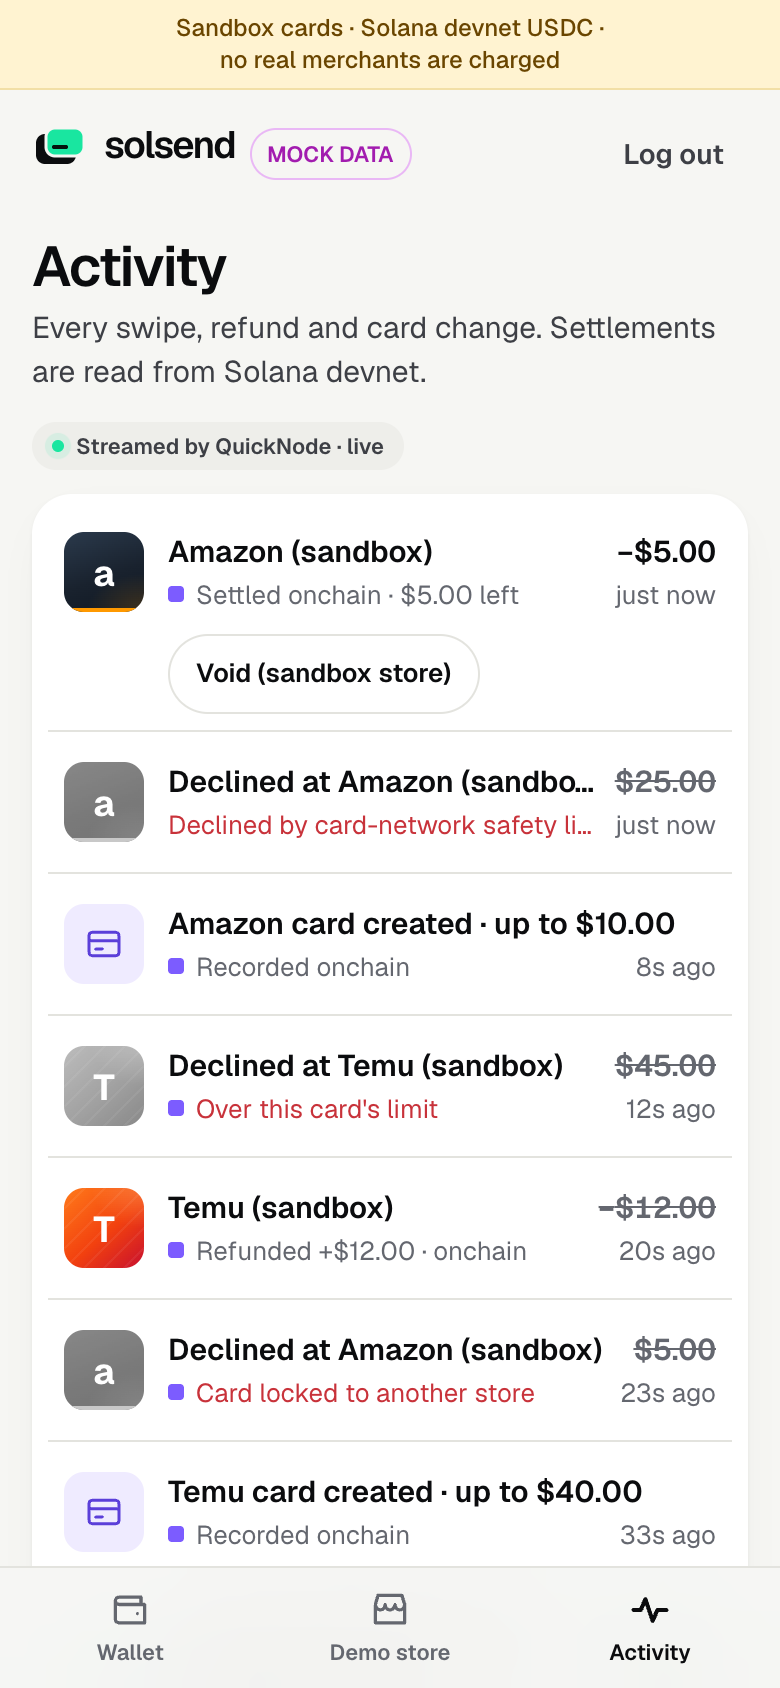 Sandbox cards · Solana devnet USDC ·
no real merchants are charged
solsend MOCK DATA Log out
Activity
Every swipe, refund and card change. Settlements
are read from Solana devnet.
Streamed by QuickNode · live
a Amazon (sandbox) −$5.00
Settled onchain · $5.00 left just now
Void (sandbox store)
a Declined at Amazon (sandbo... $25.00
Declined by card-network safety li... just now
Amazon card created · up to $10.00
Recorded onchain 8s ago
T Declined at Temu (sandbox) $45.00
Over this card's limit 12s ago
T Temu (sandbox) −$12.00
Refunded +$12.00 · onchain 20s ago
a Declined at Amazon (sandbox) $5.00
Card locked to another store 23s ago
Temu card created · up to $40.00
Recorded onchain 33s ago
Wallet Demo store Activity